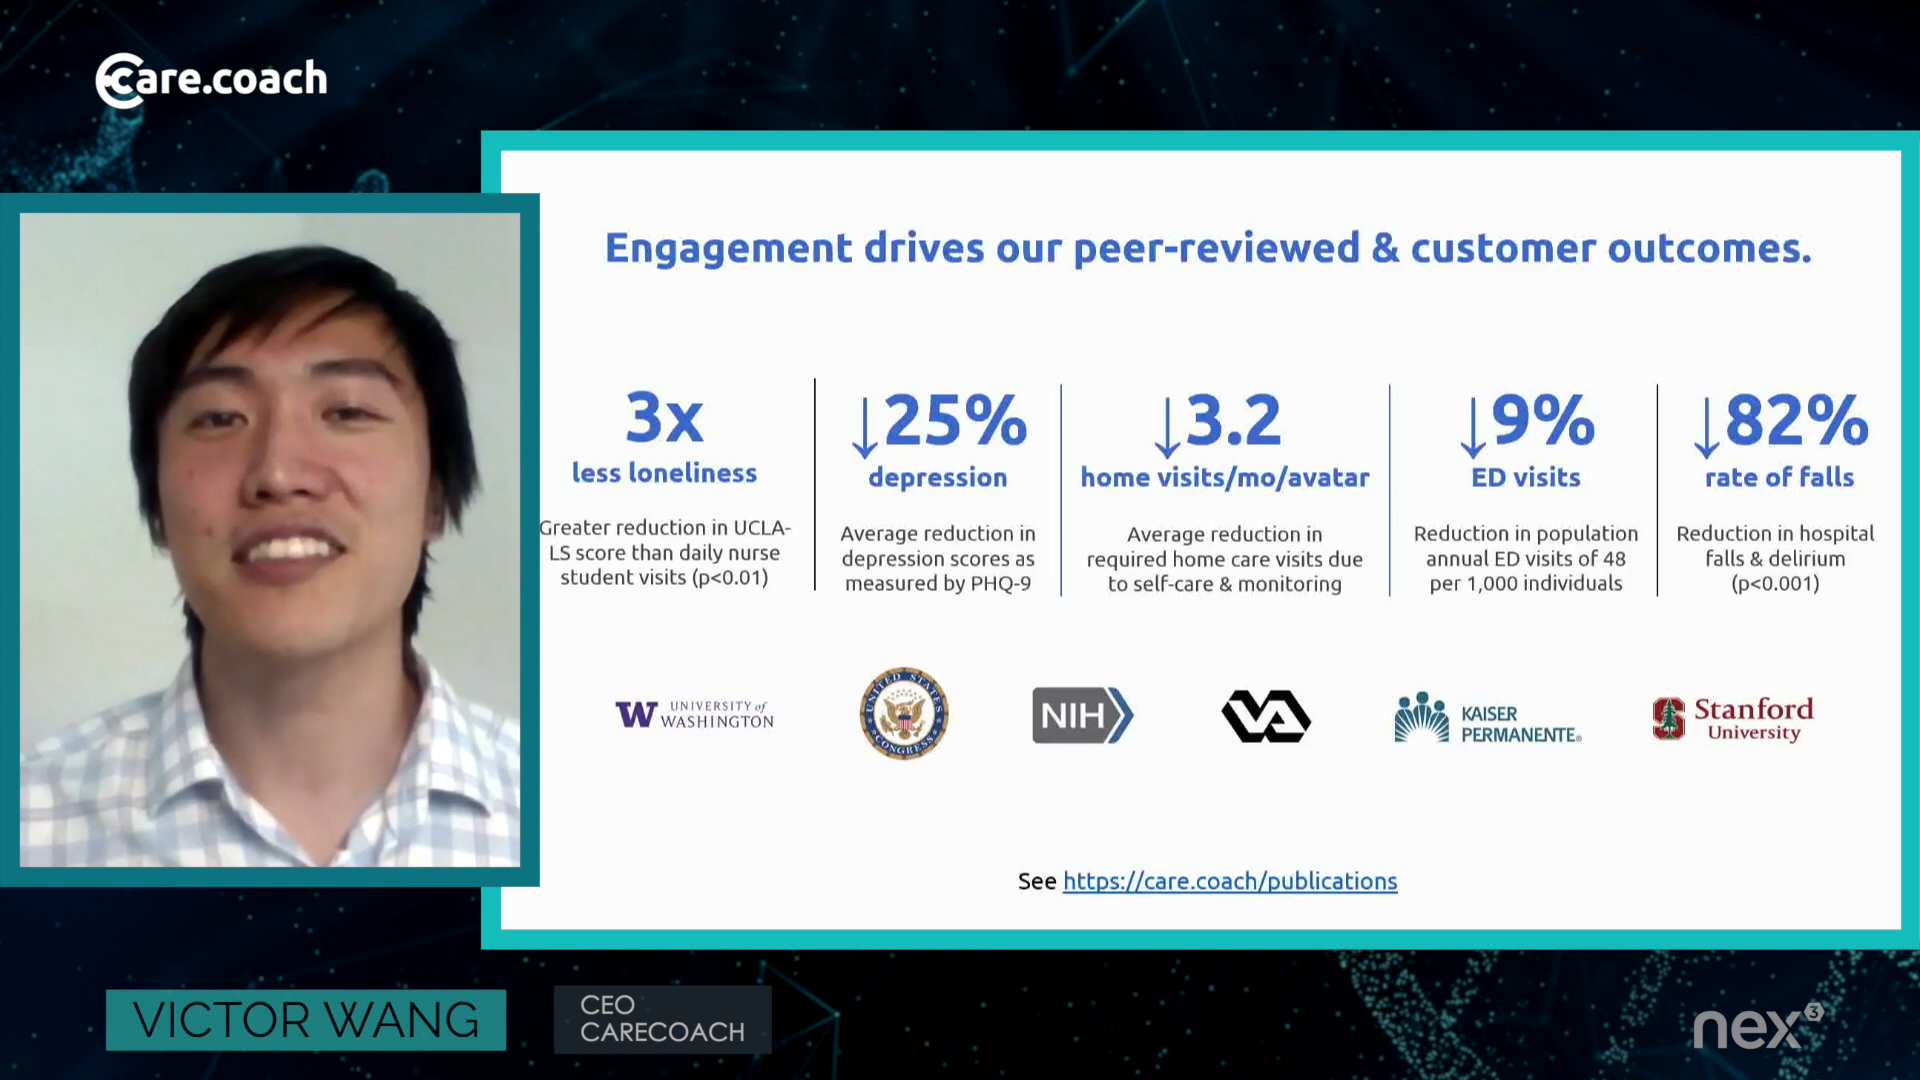 care.coach
Engagement drives our peer-reviewed & customer outcomes.
3x
less loneliness
Greater reduction in UCLA-
LS score than daily nurse
student visits (p<0.01)
↓25%
depression
Average reduction in
depression scores as
measured by PHQ-9
↓3.2
home visits/mo/avatar
Average reduction in
required home care visits due
to self-care & monitoring
↓9%
ED visits
Reduction in population
annual ED visits of 48
per 1,000 individuals
↓82%
rate of falls
Reduction in hospital
falls & delirium
(p<0.001)
W UNIVERSITY of
WASHINGTON
UNITED STATES
CONGRESS
NIH
VA
KAISER
PERMANENTE®
S Stanford
University
See https://care.coach/publications
VICTOR WANG
CEO
CARECOACH
nex3